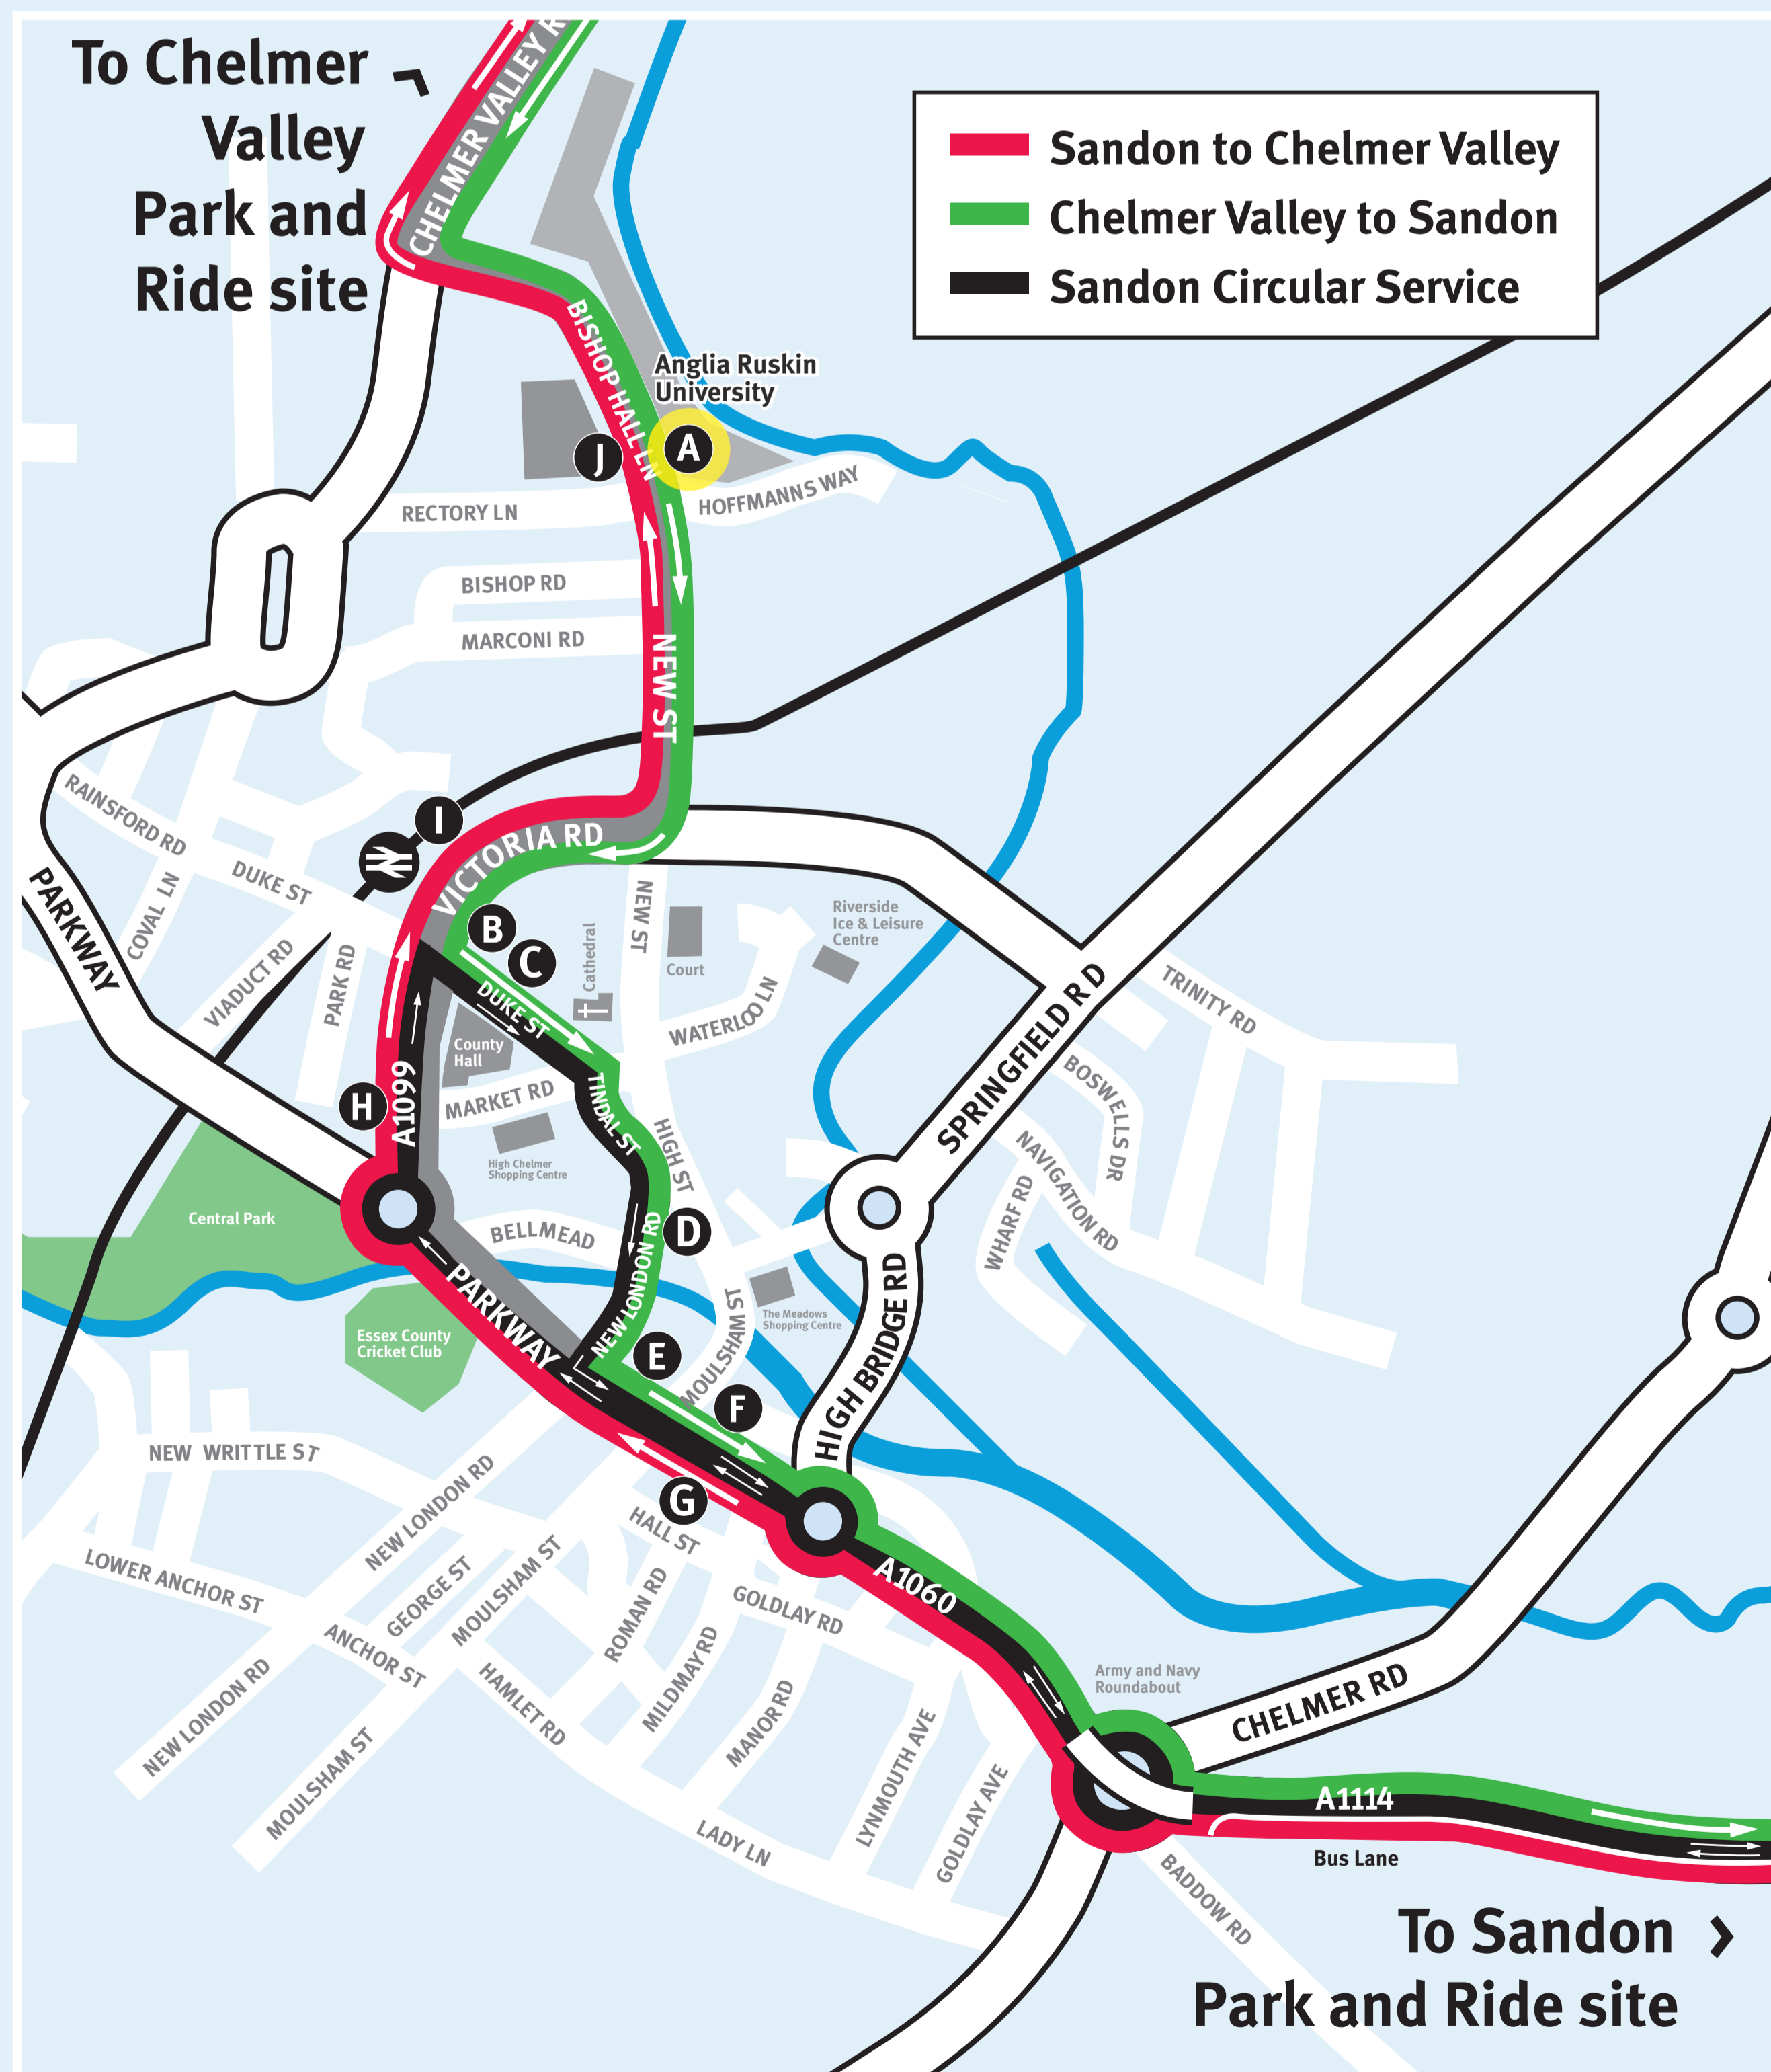 To Chelmer
Valley
Park and
Ride site
CHELMER VALLEY R
Sandon to Chelmer Valley
Chelmer Valley to Sandon
Sandon Circular Service
BISHOP HALL LN
Anglia Ruskin
University
J
A
RECTORY LN
HOFFMANNS WAY
BISHOP RD
MARCONI RD
NEW ST
RAINSFORD RD
I
VICTORIA RD
DUKE ST
COVAL LN
PARKWAY
VIADUCT RD
PARK RD
B
C
Cathedral
NEW ST
Court
Riverside
Ice & Leisure
Centre
WATERLOO LN
DUKE ST
County
Hall
MARKET RD
TINDAL ST
SPRINGFIELD RD
TRINITY RD
BOSWELLS DR
NAVIGATION RD
WHARF RD
H
A1099
High Chelmer
Shopping Centre
HIGH ST
Central Park
BELLMEAD
D
NEW LONDON RD
PARKWAY
Essex County
Cricket Club
The Meadows
Shopping Centre
MOULSHAM ST
HIGH BRIDGE RD
E
F
G
NEW WRITTLE ST
NEW LONDON RD
LOWER ANCHOR ST
GEORGE ST
MOULSHAM ST
HALL ST
ROMAN RD
GOLDLAY RD
A1060
ANCHOR ST
HAMLET RD
MILDMAY RD
MANOR RD
NEW LONDON RD
MOULSHAM ST
LYNMOUTH AVE
GOLDLAY AVE
LADY LN
Army and Navy
Roundabout
CHELMER RD
A1114
Bus Lane
BADDOW RD
To Sandon
Park and Ride site